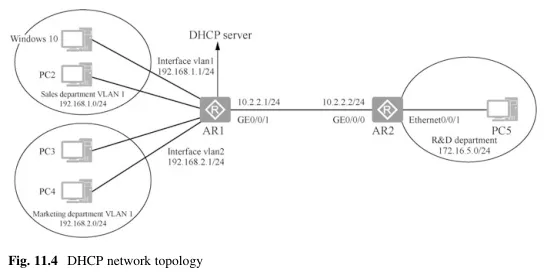 DHCP server
Windows 10
PC2
Sales department VLAN 1
192.168.1.0/24
Interface vlan1
192.168.1.1/24
10.2.2.1/24
GE0/0/1
AR1
10.2.2.2/24
GE0/0/0
AR2
Ethernet0/0/1
PC5
R&D department
172.16.5.0/24
Interface vlan2
192.168.2.1/24
PC3
PC4
Marketing department VLAN 1
192.168.2.0/24
Fig. 11.4 DHCP network topology